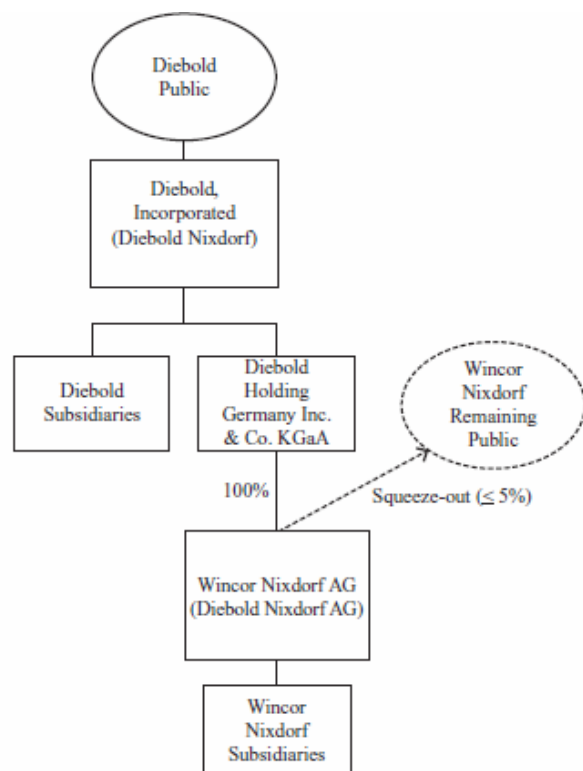 Diebold
Public
Diebold,
Incorporated
(Diebold Nixdorf)
Diebold
Subsidiaries
Diebold
Holding
Germany Inc.
& Co. KGaA
Wincor
Nixdorf
Remaining
Public
100%
Squeeze-out (≤ 5%)
Wincor Nixdorf AG
(Diebold Nixdorf AG)
Wincor
Nixdorf
Subsidiaries